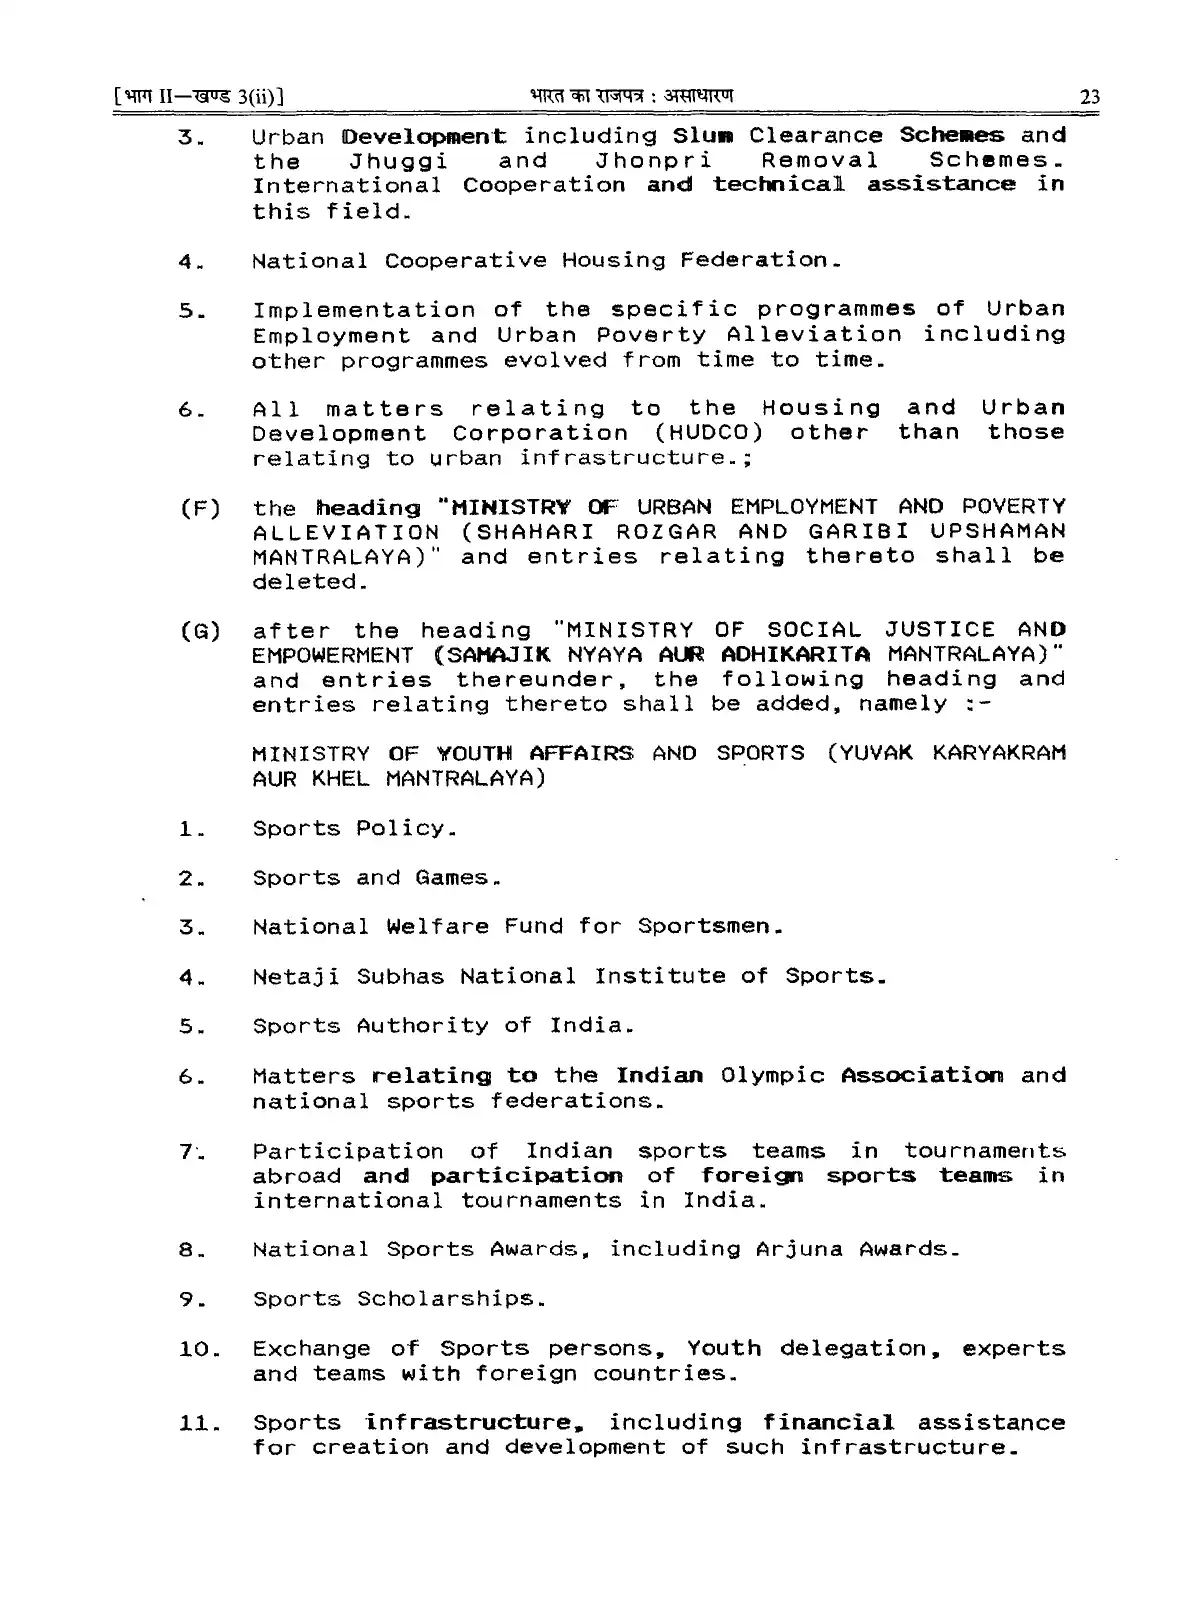 [ भाग II—खण्ड 3(ii) ] भारत का राजपत्र : असाधारण 23
3. Urban Development including Slum Clearance Schemes and
the Jhuggi and Jhonpri Removal Schemes.
International Cooperation and technical assistance in
this field.
4. National Cooperative Housing Federation.
5. Implementation of the specific programmes of Urban
Employment and Urban Poverty Alleviation including
other programmes evolved from time to time.
6. All matters relating to the Housing and Urban
Development Corporation (HUDCO) other than those
relating to urban infrastructure.;
(F) the heading "MINISTRY OF URBAN EMPLOYMENT AND POVERTY
ALLEVIATION (SHAHARI ROZGAR AND GARIBI UPSHAMAN
MANTRALAYA)" and entries relating thereto shall be
deleted.
(G) after the heading "MINISTRY OF SOCIAL JUSTICE AND
EMPOWERMENT (SAMAJIK NYAYA AUR ADHIKARITA MANTRALAYA)"
and entries thereunder, the following heading and
entries relating thereto shall be added, namely :-
MINISTRY OF YOUTH AFFAIRS AND SPORTS (YUVAK KARYAKRAM
AUR KHEL MANTRALAYA)
1. Sports Policy.
2. Sports and Games.
3. National Welfare Fund for Sportsmen.
4. Netaji Subhas National Institute of Sports.
5. Sports Authority of India.
6. Matters relating to the Indian Olympic Association and
national sports federations.
7. Participation of Indian sports teams in tournaments
abroad and participation of foreign sports teams in
international tournaments in India.
8. National Sports Awards, including Arjuna Awards.
9. Sports Scholarships.
10. Exchange of Sports persons, Youth delegation, experts
and teams with foreign countries.
11. Sports infrastructure, including financial assistance
for creation and development of such infrastructure.